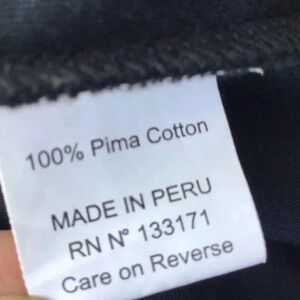 100% Pima Cotton
MADE IN PERU
RN Nº 133171
Care on Reverse